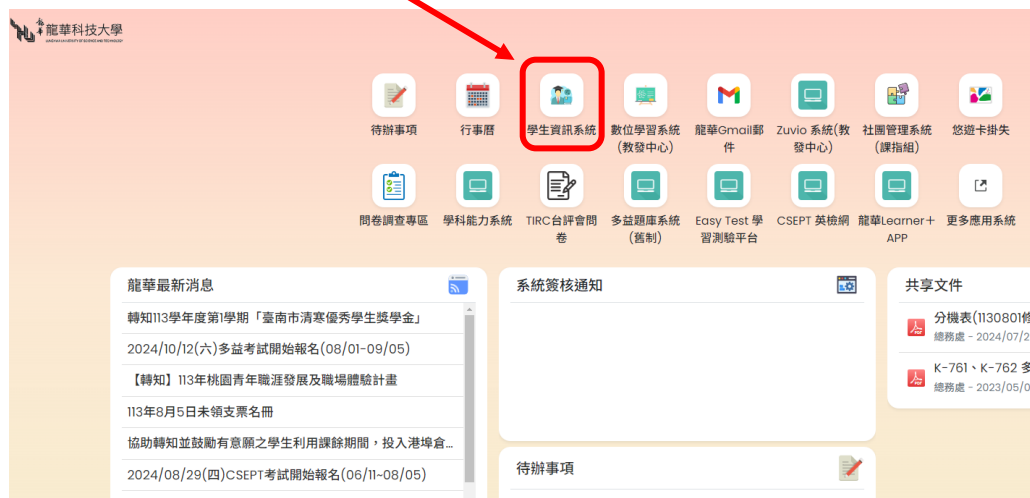 龍華科技大學
待辦事項
行事曆
學生資訊系統
數位學習系統
(教發中心)
龍華Gmail郵
件
Zuvio 系統(教
發中心)
社團管理系統
(課指組)
悠遊卡掛失
問卷調查專區
學科能力系統
TIRC台評會問
卷
多益題庫系統
(舊制)
Easy Test 學
習測驗平台
CSEPT 英檢網
龍華Learner+
APP
更多應用系統
龍華最新消息
轉知113學年度第1學期「臺南市清寒優秀學生獎學金」
2024/10/12(六)多益考試開始報名(08/01-09/05)
【轉知】113年桃園青年職涯發展及職場體驗計畫
113年8月5日未領支票名冊
協助轉知並鼓勵有意願之學生利用課餘期間，投入港埠倉...
2024/08/29(四)CSEPT考試開始報名(06/11~08/05)
系統簽核通知
待辦事項
共享文件
分機表(1130801修
總務處 - 2024/07/2
K-761、K-762 多
總務處 - 2023/05/0